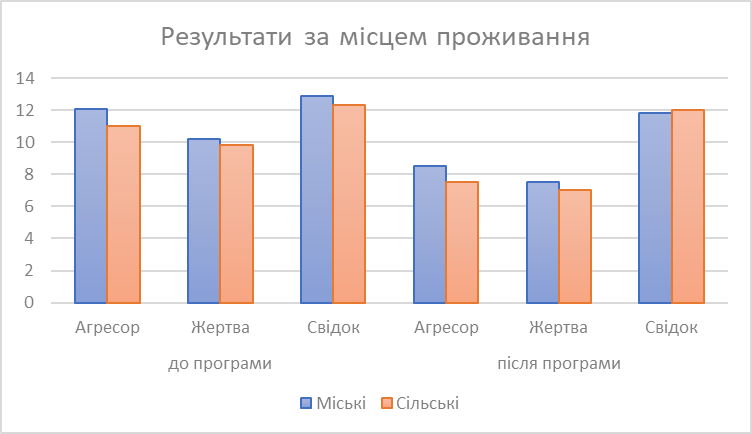 Результати за місцем проживання
14
12
10
8
6
4
2
0
Агресор Жертва Свідок Агресор Жертва Свідок
до програми після програми
Міські Сільські